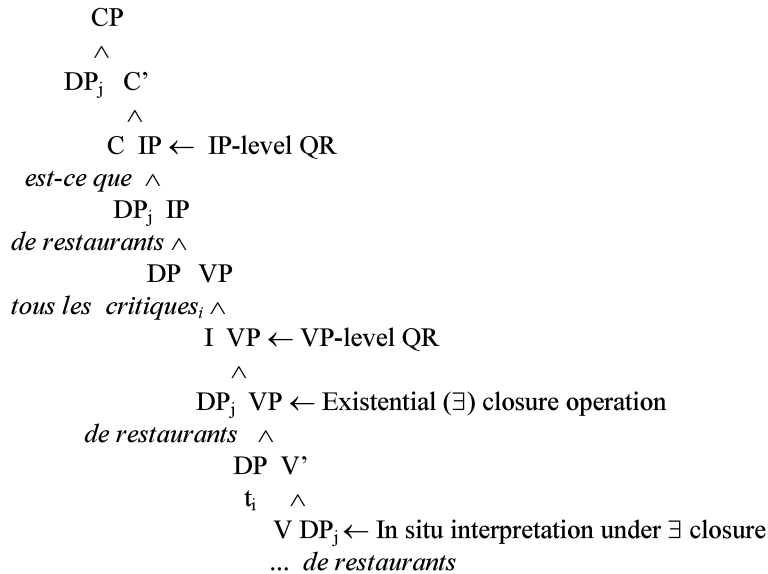 CP
∧
DPj C’
∧
C IP ← IP-level QR
est-ce que ∧
DPj IP
de restaurants ∧
DP VP
tous les critiquesi ∧
I VP ← VP-level QR
∧
DPj VP ← Existential (∃) closure operation
de restaurants ∧
DP V’
ti ∧
V DPj ← In situ interpretation under ∃ closure
... de restaurants